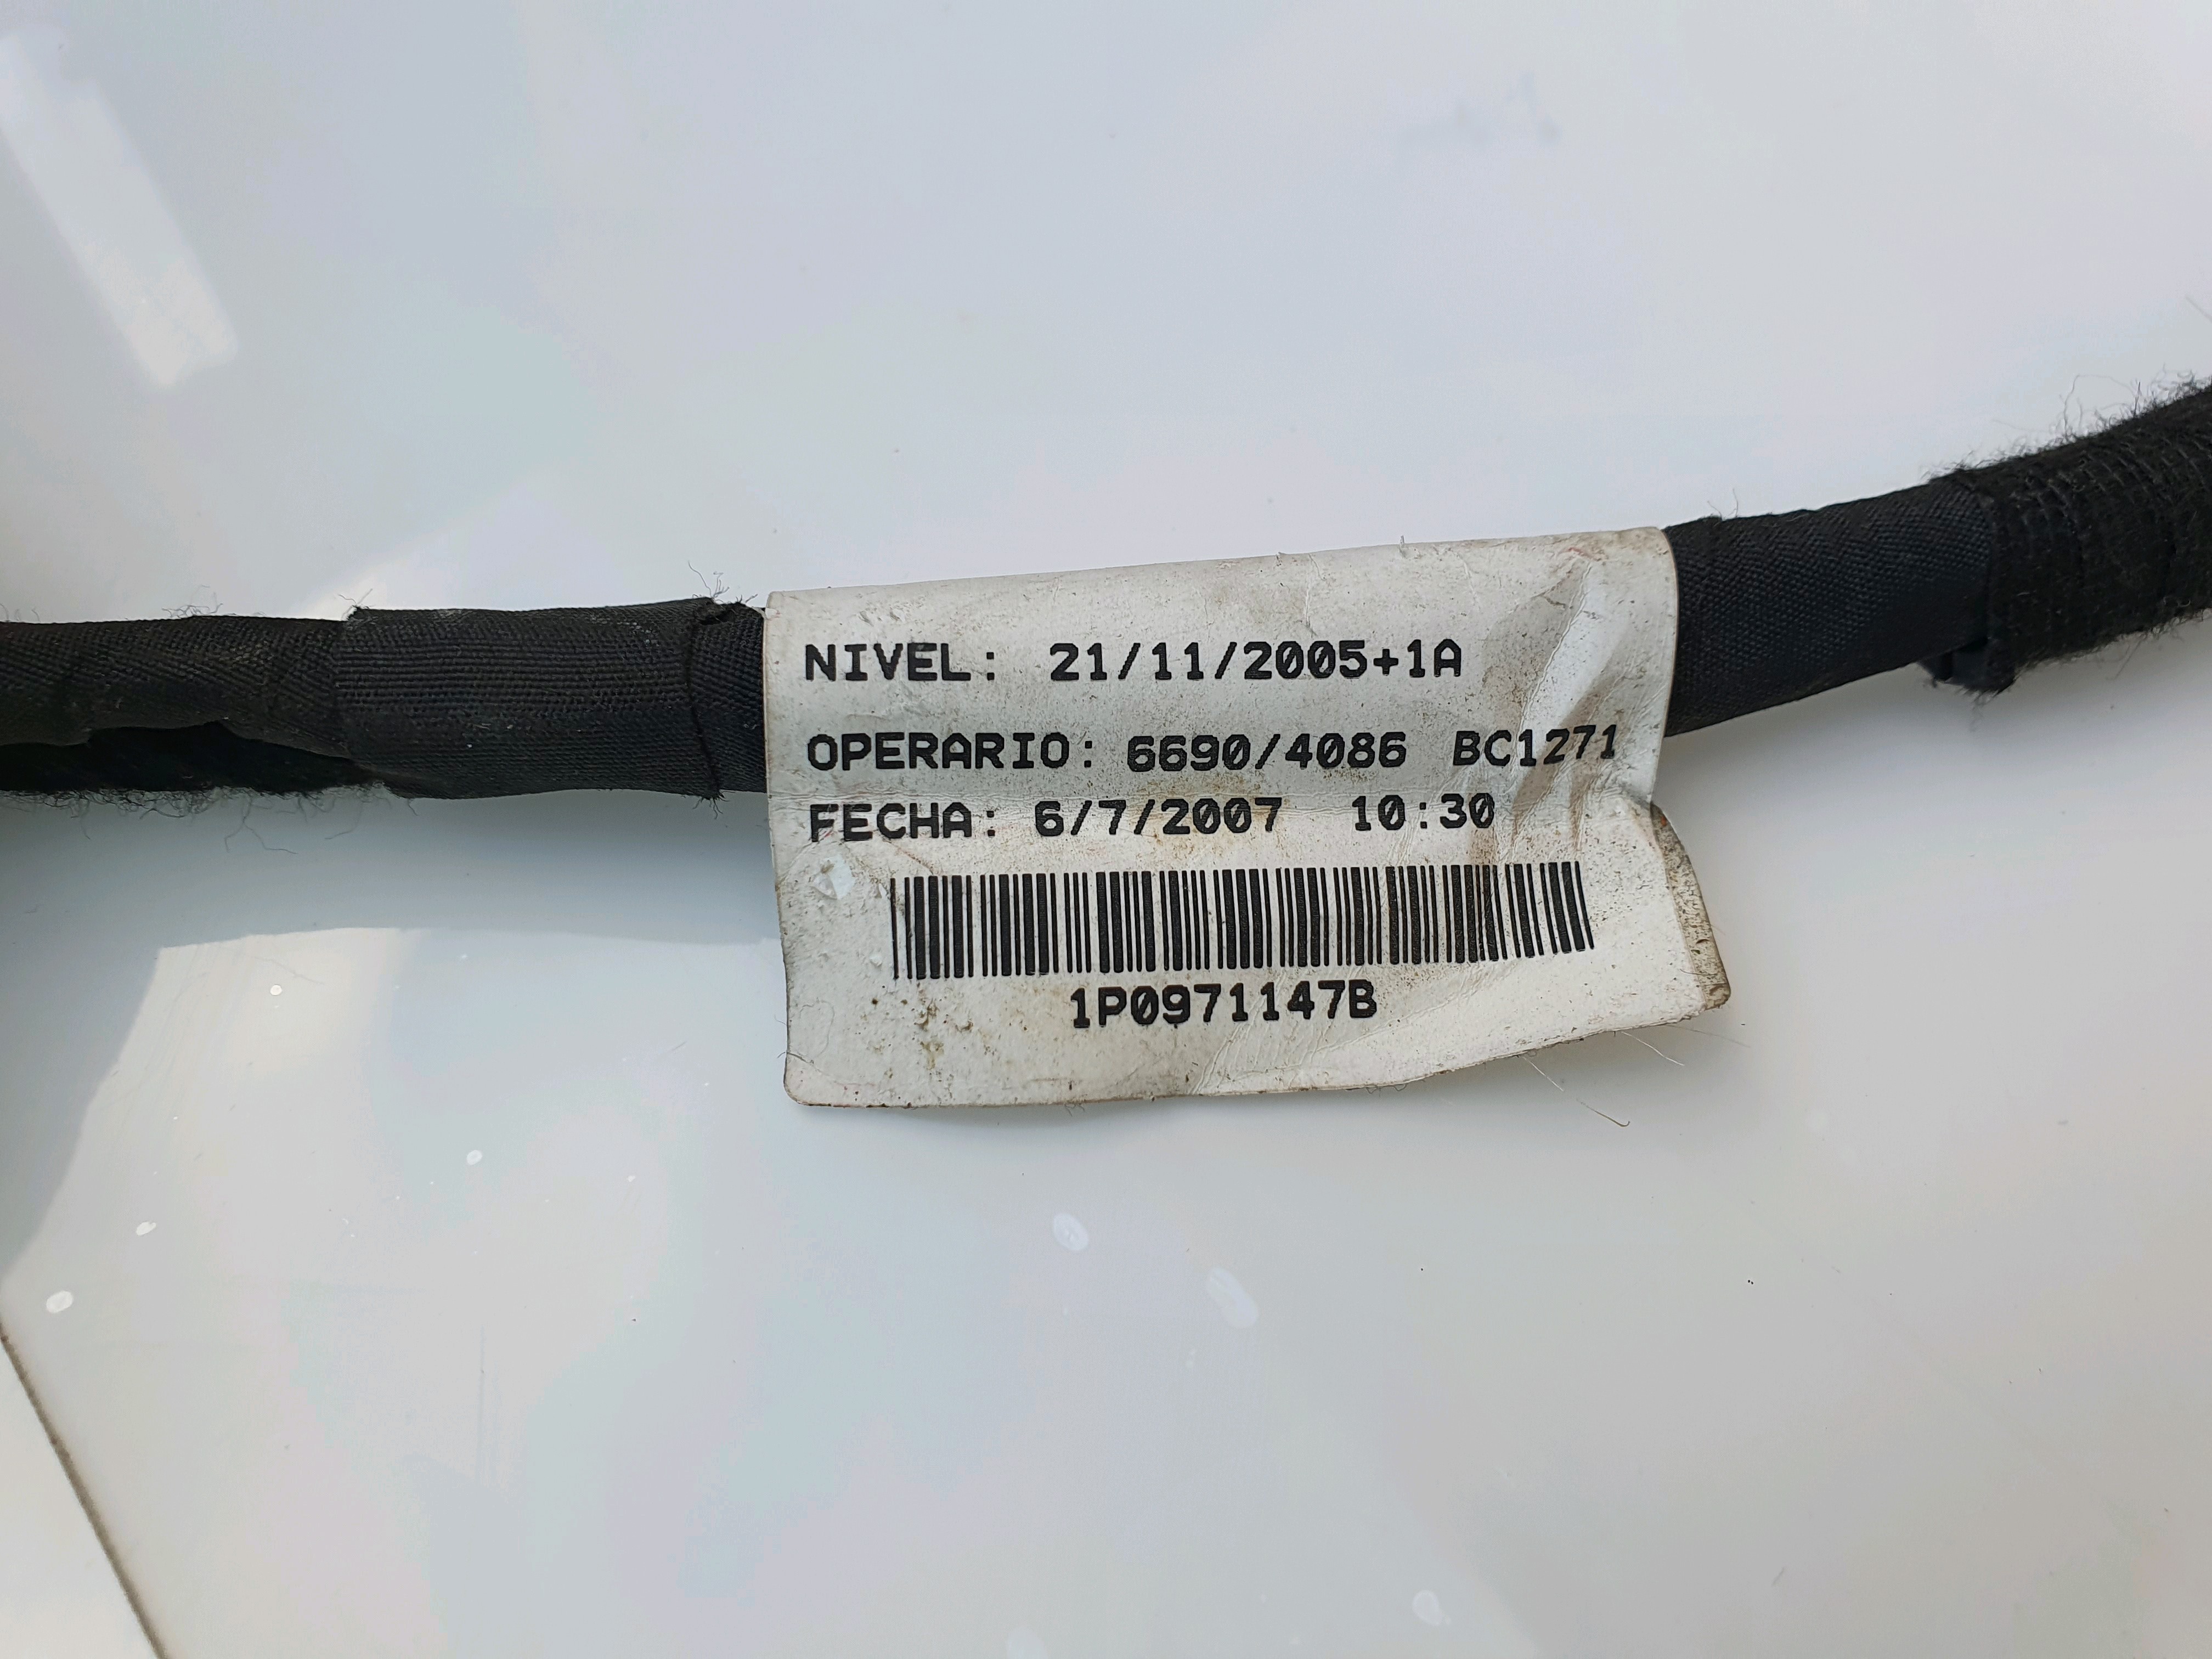 NIVEL: 21/11/2005+1A
OPERARIO: 6690/4086 BC1271
FECHA: 6/7/2007 10:30
1P0971147B